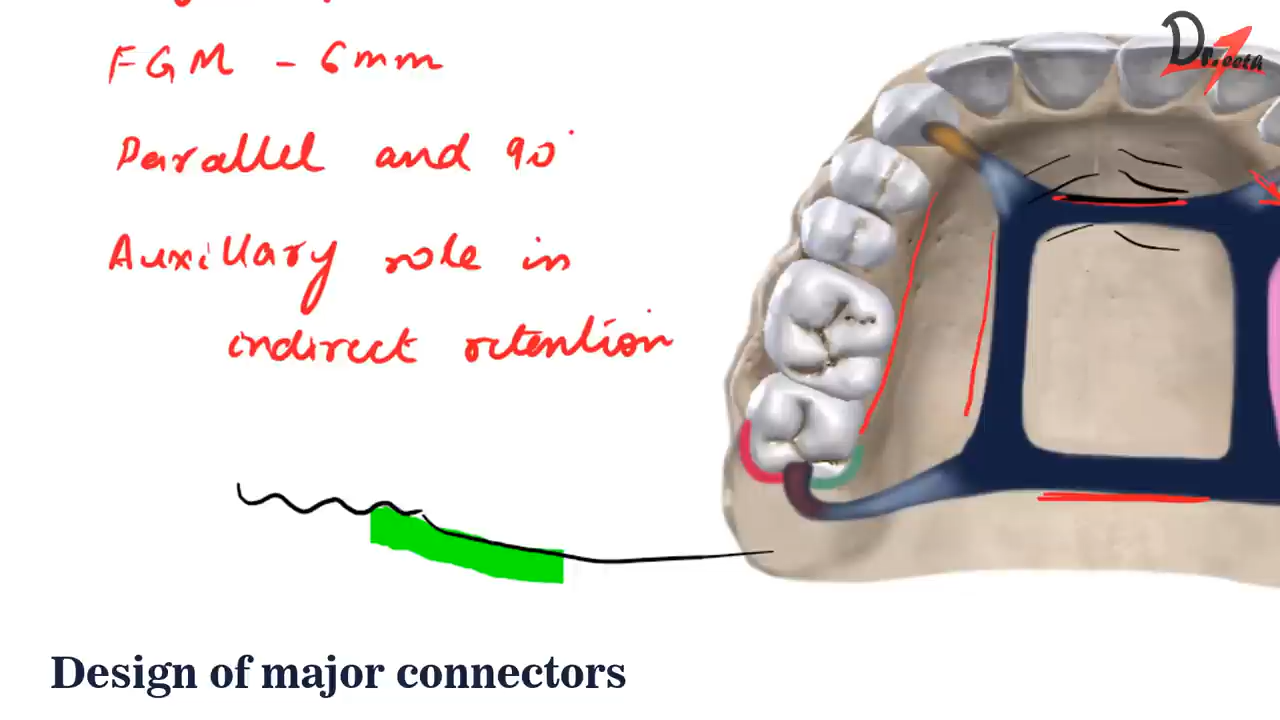 FGM - 6mm
Parallel and 90°
Auxillary role in
indirect retention
Design of major connectors